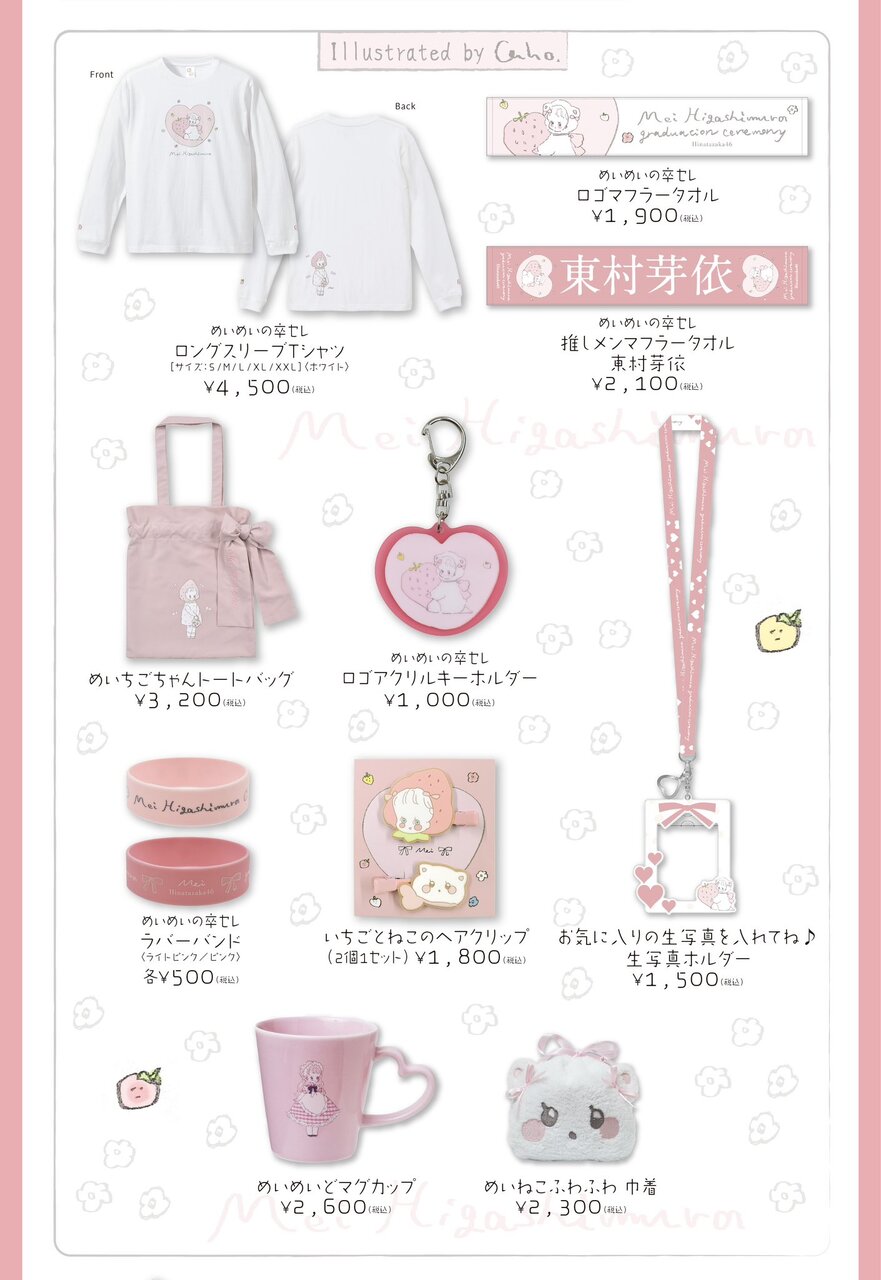 Illustrated by Caho.
Front
Back
Mei Higashimura
Mei Higashimura
graduacion ceremony
Hinatazaka46
めいめいの卒セレ
ロゴマフラータオル
¥1,900(税込)
東村芽依
めいめいの卒セレ
推しメンマフラータオル
東村芽依
¥2,100(税込)
めいめいの卒セレ
ロングスリーブTシャツ
[サイズ:S/M/L/XL/XXL]〈ホワイト〉
¥4,500(税込)
Mei Higashimura
めいちごちゃんトートバッグ
¥3,200(税込)
めいめいの卒セレ
ロゴアクリルキーホルダー
¥1,000(税込)
Mei Higashimura
Mei
Hinatazaka46
めいめいの卒セレ
ラバーバンド
〈ライトピンク/ピンク〉
各¥500(税込)
Mei
いちごとねこのヘアクリップ
(2個1セット) ¥1,800(税込)
お気に入りの生写真を入れてね♪
生写真ホルダー
¥1,500(税込)
めいめいどマグカップ
¥2,600(税込)
めいねこふわふわ 巾着
¥2,300(税込)
Mei Higashimura